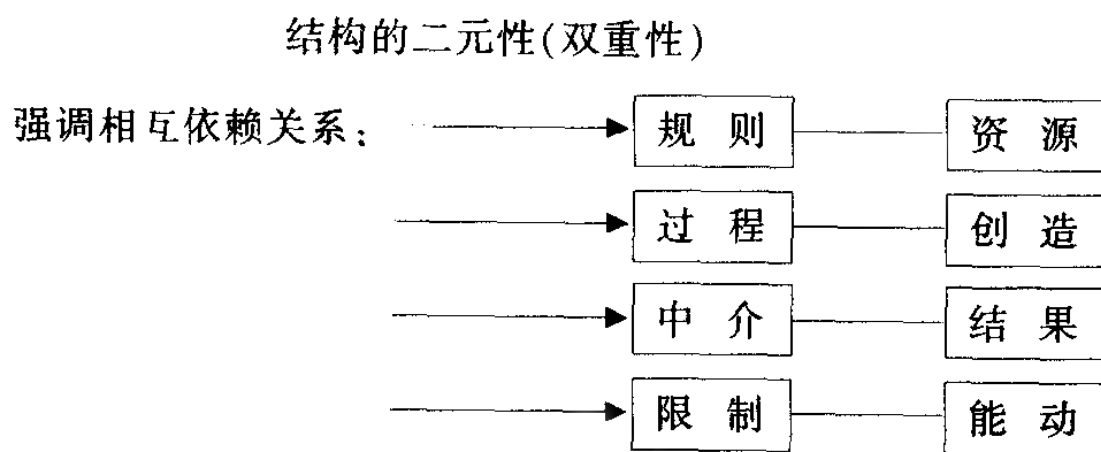 结构的二元性(双重性)
强调相互依赖关系: 规则 资源
过程 创造
中介 结果
限制 能动